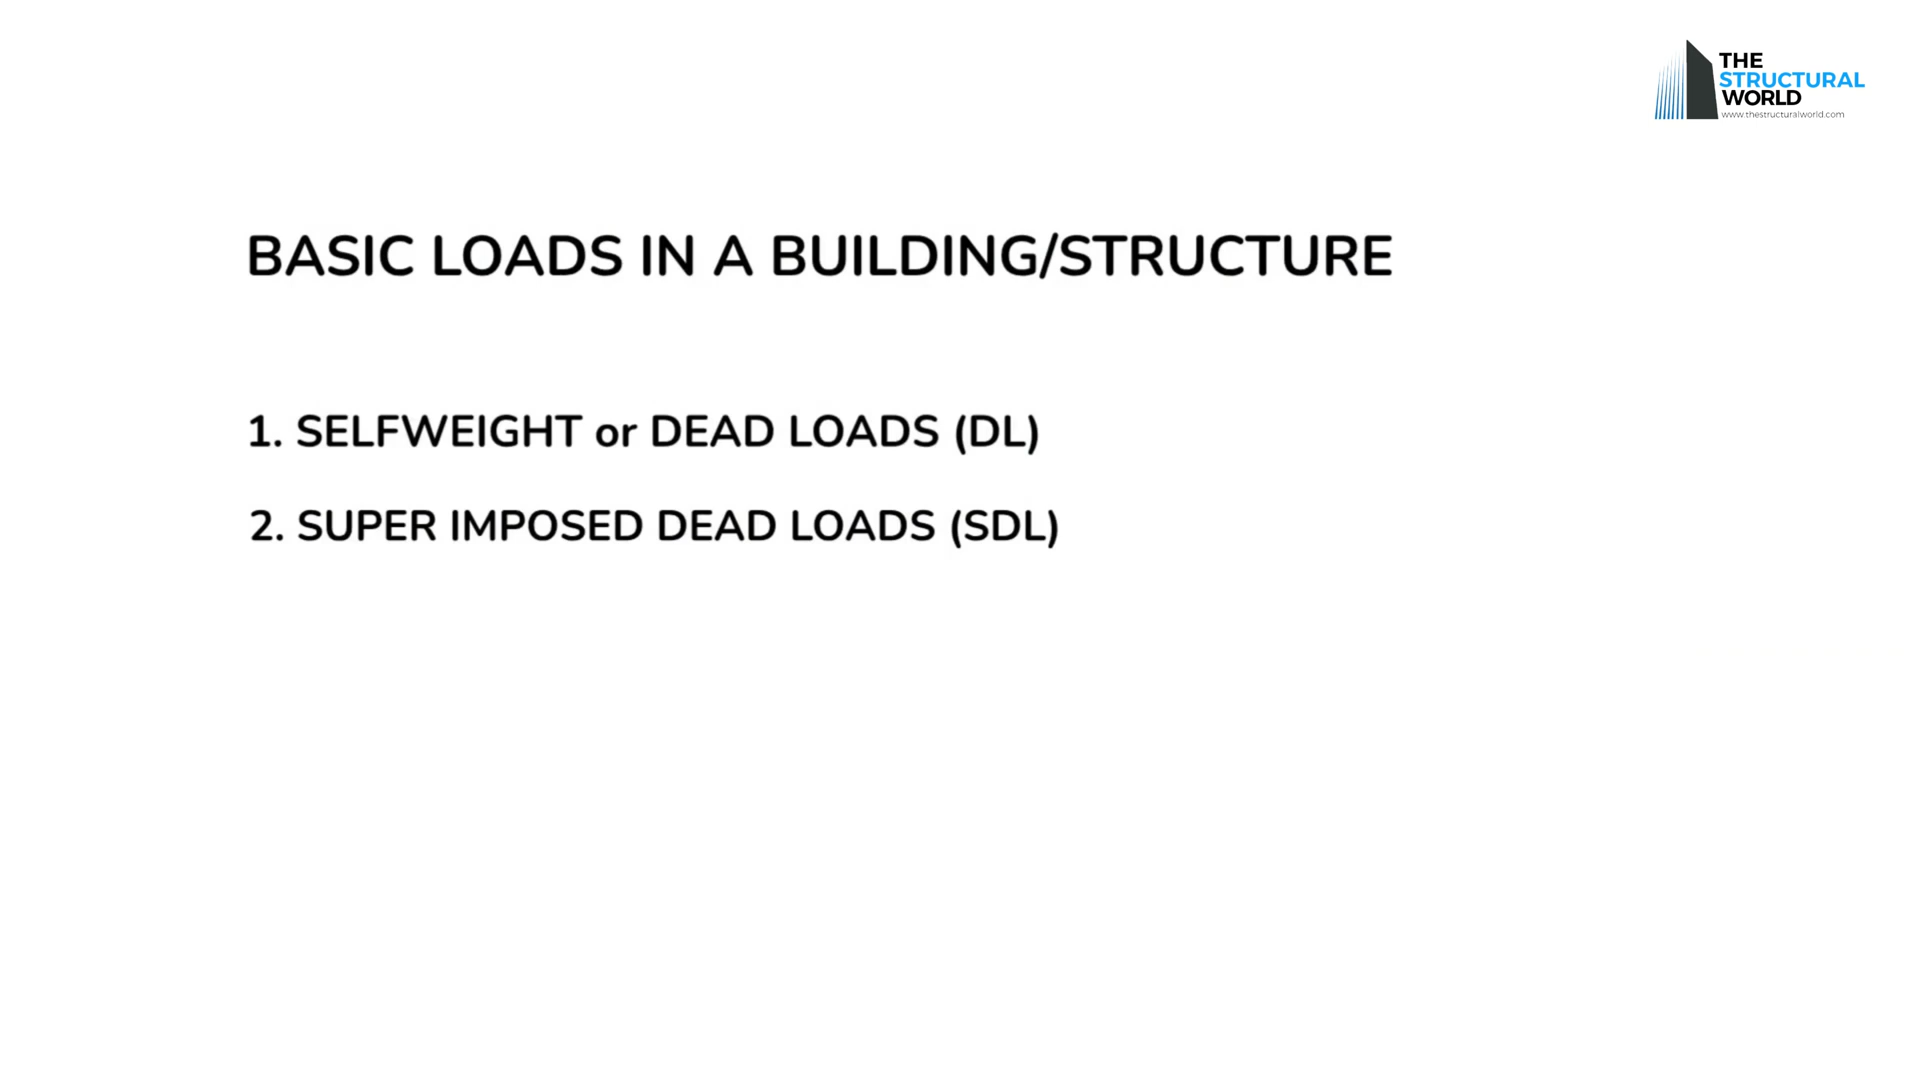 THE
STRUCTURAL
WORLD
www.thestructuralworld.com
BASIC LOADS IN A BUILDING/STRUCTURE
1. SELFWEIGHT or DEAD LOADS (DL)
2. SUPER IMPOSED DEAD LOADS (SDL)